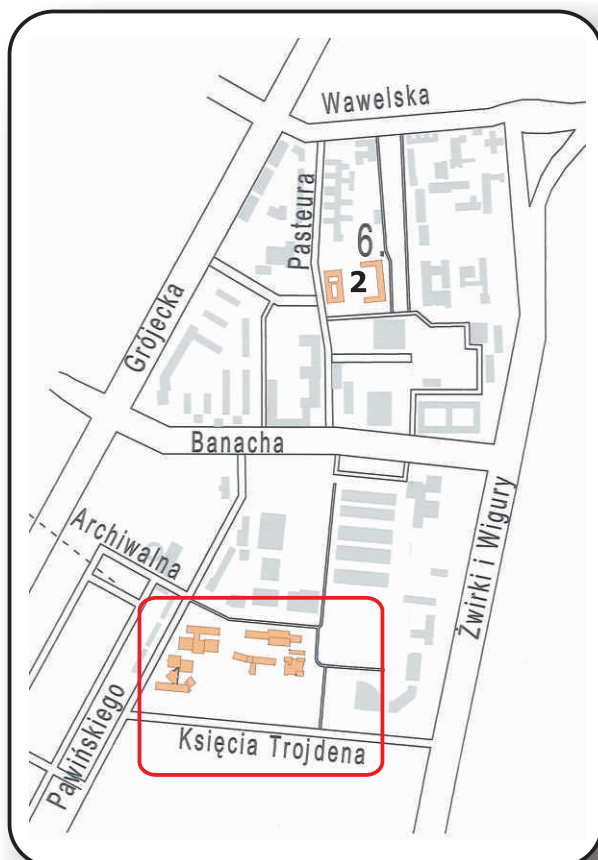 Wawelska
Pasteura
6.
2
Grójecka
Banacha
Archiwalna
Żwirki i Wigury
1
Księcia Trojdena
Pawińskiego